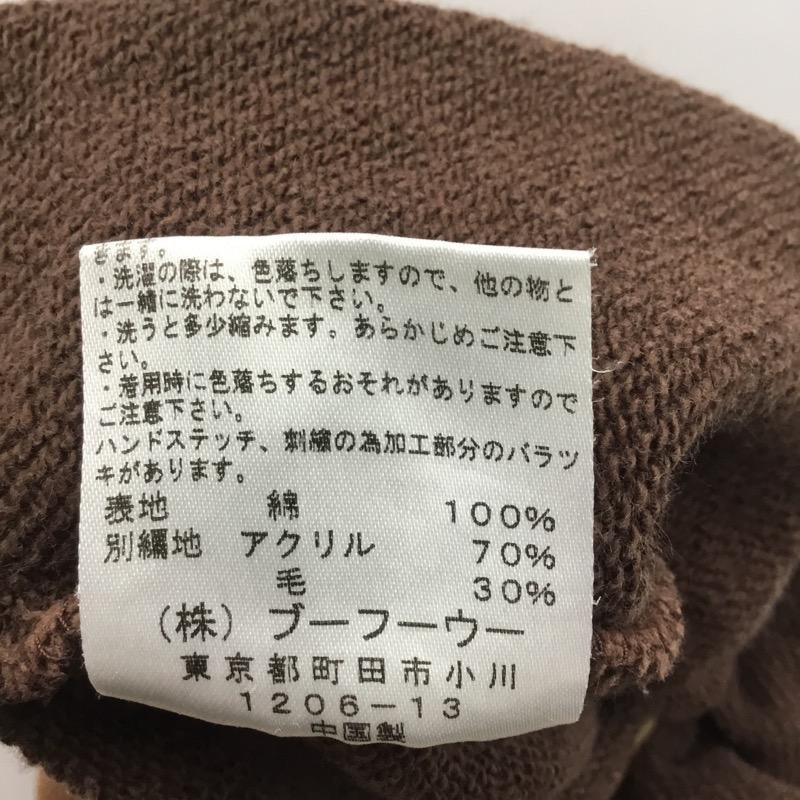 きます。
・洗濯の際は、色落ちしますので、他の物と
は一緒に洗わないで下さい。
・洗うと多少縮みます。あらかじめご注意下
さい。
・着用時に色落ちするおそれがありますので
ご注意下さい。
ハンドステッチ、刺繍の為加工部分のバラツ
キがあります。
表地 綿 100%
別編地 アクリル 70%
毛 30%
（株）ブーフーウー
東京都町田市小川
1206-13
中国製